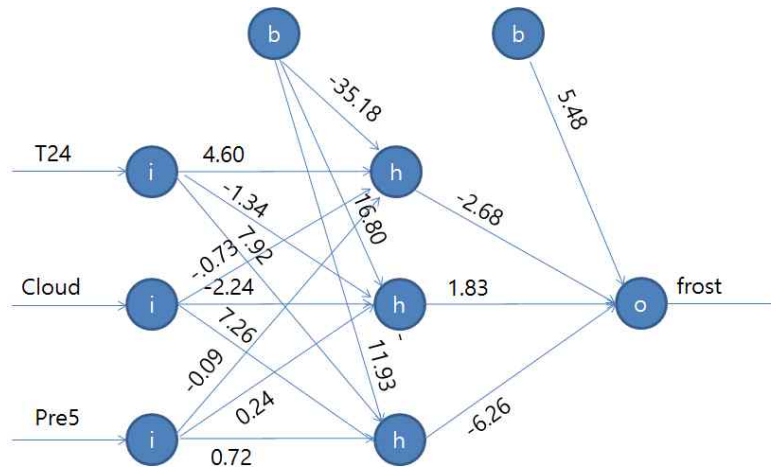 b
b
-35.18
5.48
T24
i
4.60
h
-1.34
-2.68
7.92
16.80
-.0.73
Cloud
i
-2.24
h
1.83
o
frost
7.26
-
11.93
-0.09
0.24
Pre5
i
0.72
h
-6.26